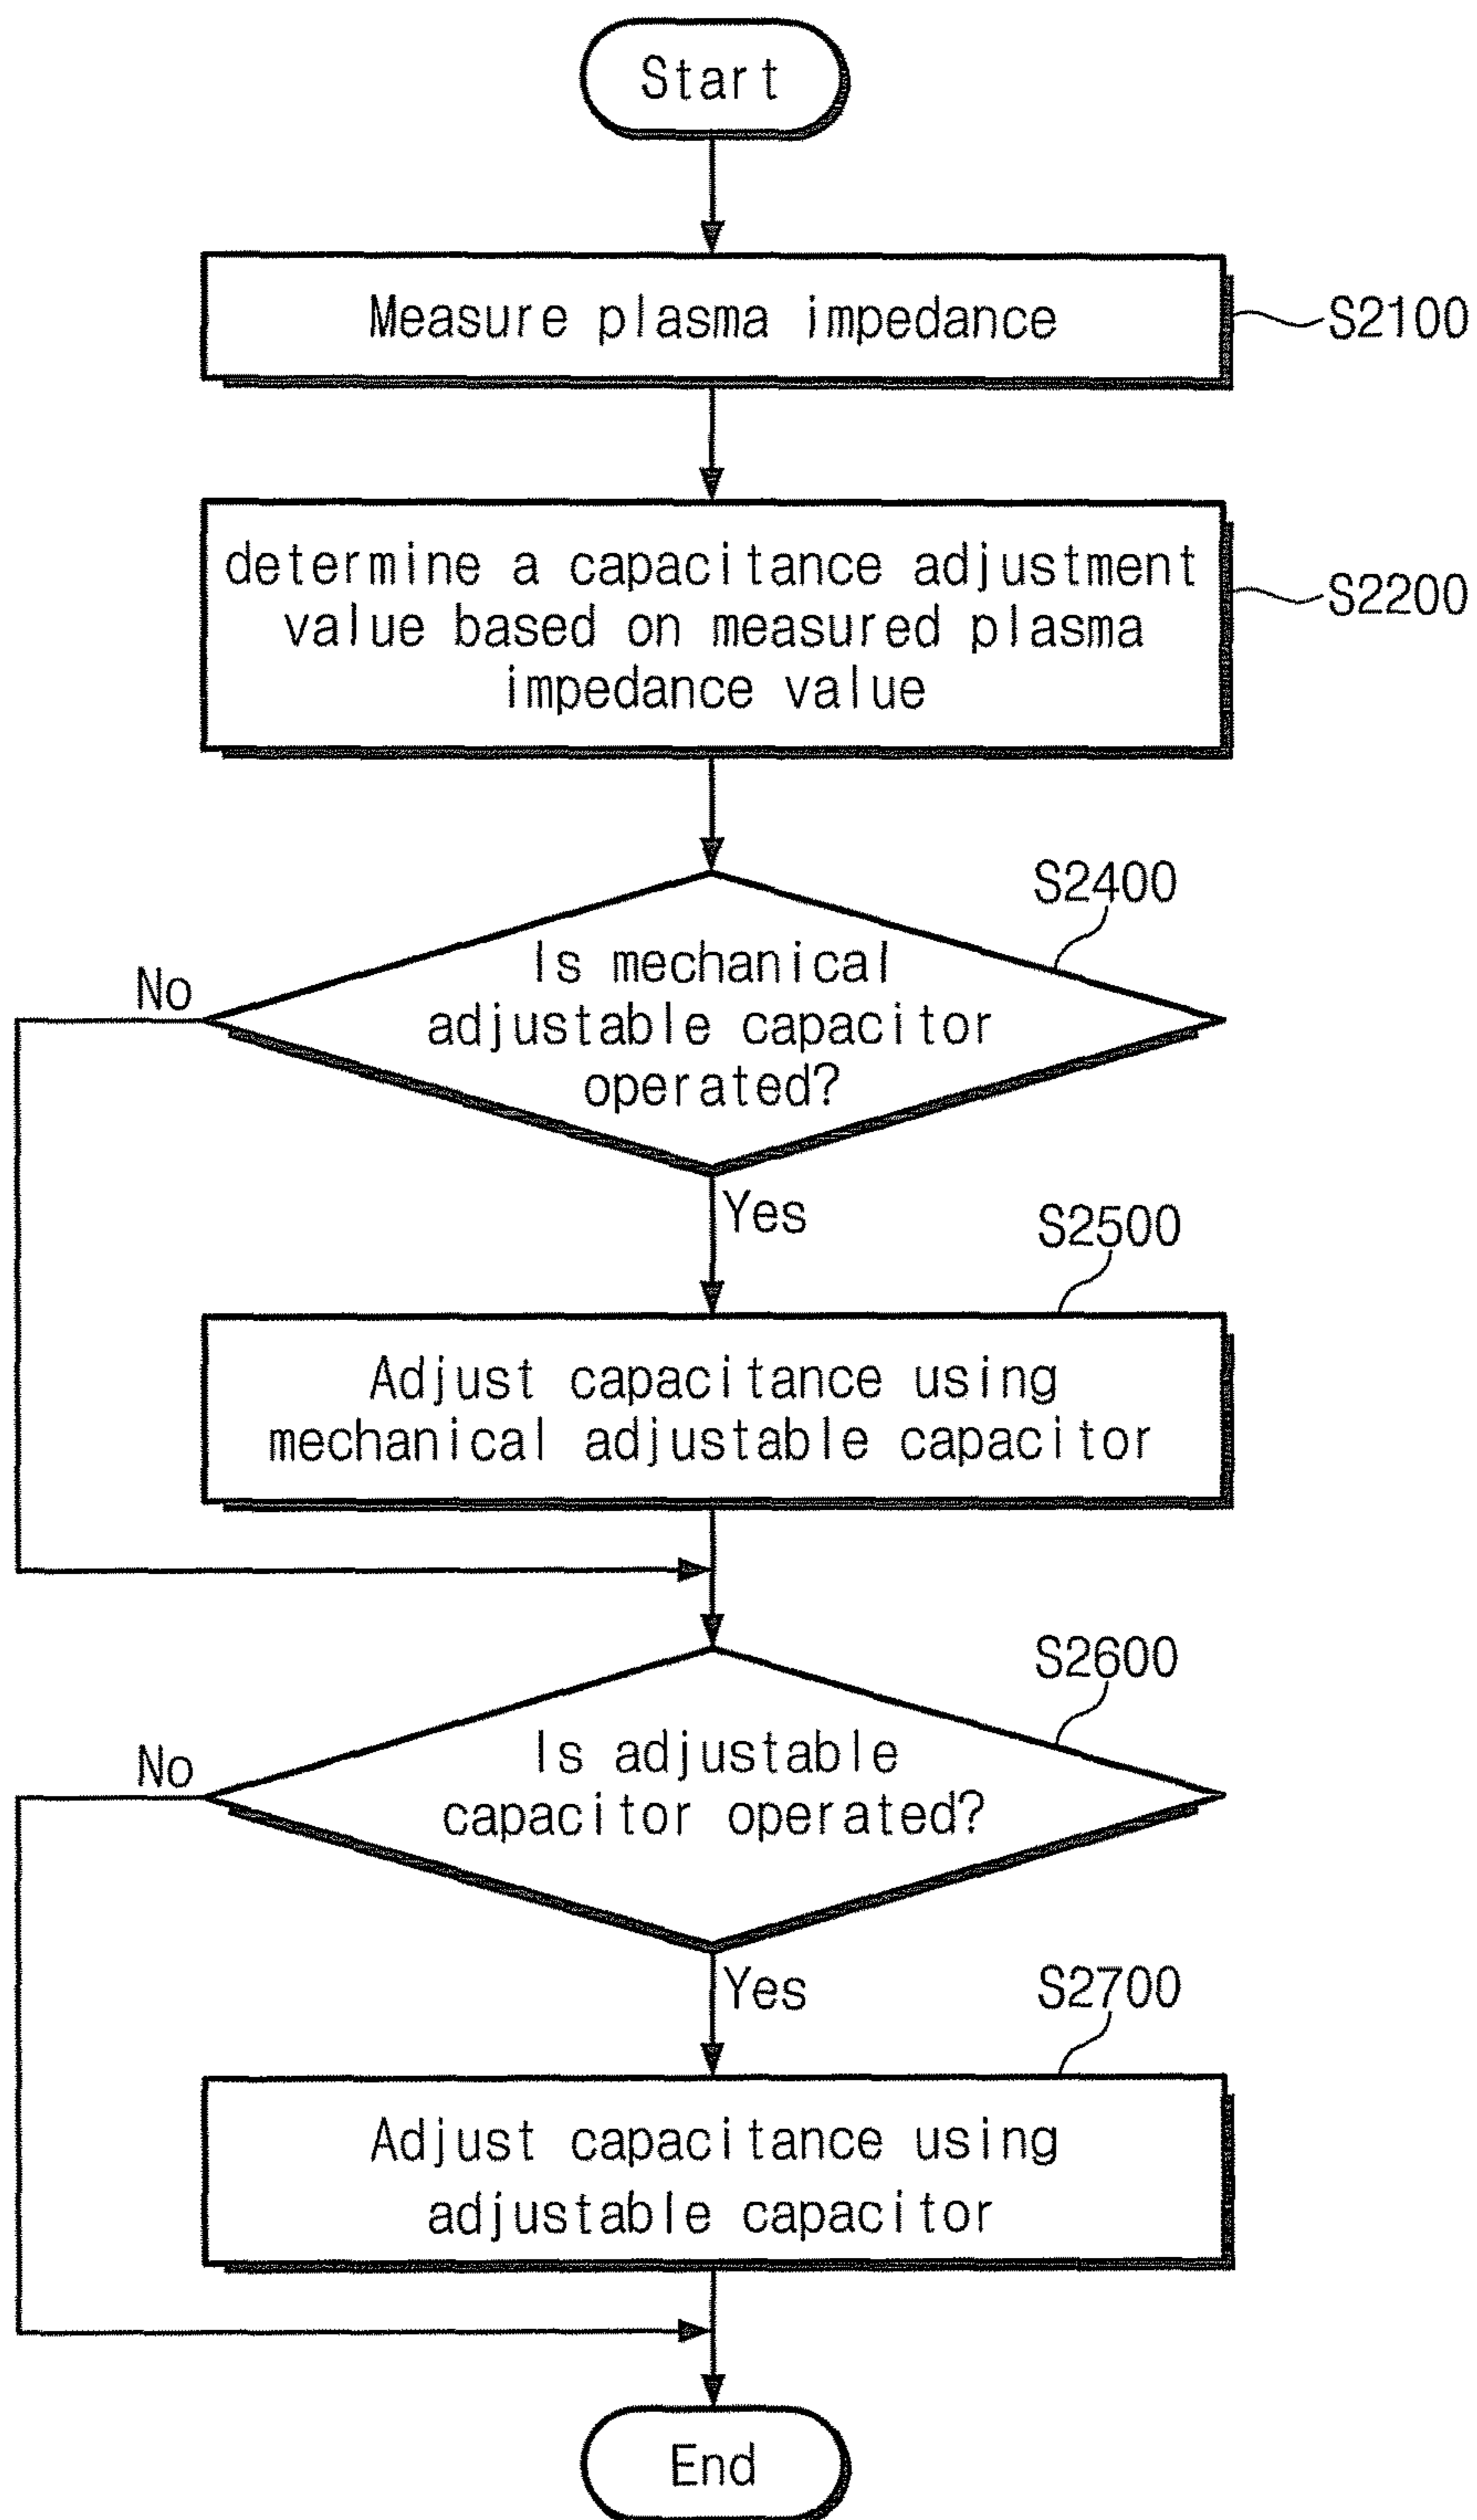 Start
Measure plasma impedance
S2100
determine a capacitance adjustment
value based on measured plasma
impedance value
S2200
S2400
Is mechanical
adjustable capacitor
operated?
No
Yes
S2500
Adjust capacitance using
mechanical adjustable capacitor
S2600
Is adjustable
capacitor operated?
No
Yes
S2700
Adjust capacitance using
adjustable capacitor
End